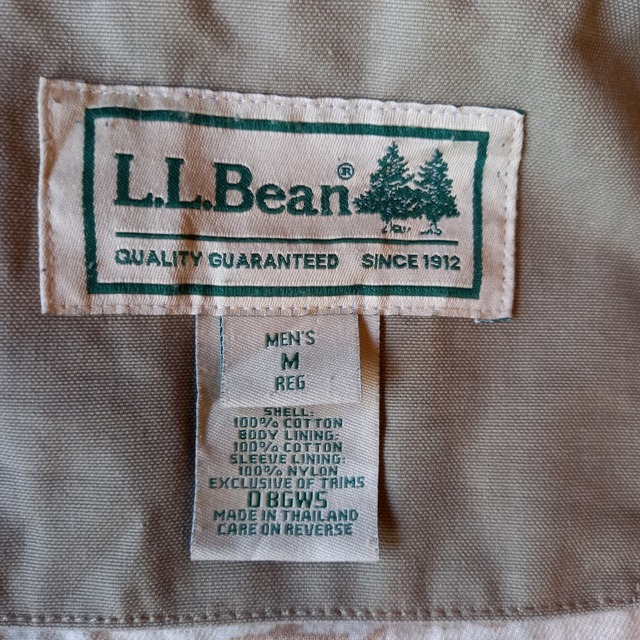 L.L.Bean®
QUALITY GUARANTEED SINCE 1912
MEN'S
M
REG
SHELL:
100% COTTON
BODY LINING:
100% COTTON
SLEEVE LINING:
100% NYLON
EXCLUSIVE OF TRIMS
0 BGW5
MADE IN THAILAND
CARE ON REVERSE